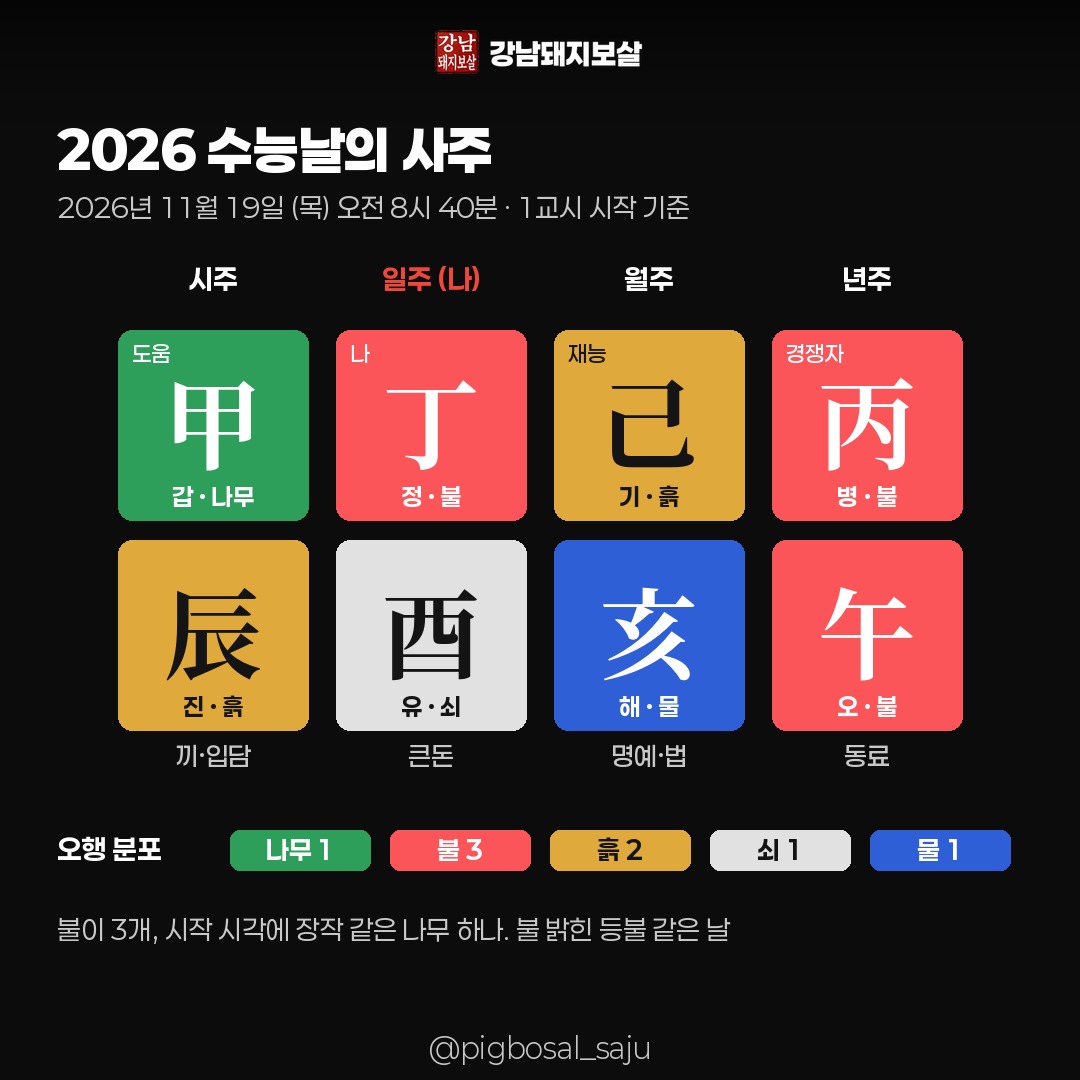 강남
돼지보살
강남돼지보살
2026 수능날의 사주
2026년 11월 19일 (목) 오전 8시 40분 · 1교시 시작 기준
시주 일주 (나) 월주 년주
도움 나 재능 경쟁자
甲 丁 己 丙
갑·나무 정·불 기·흙 병·불
辰 酉 亥 午
진·흙 유·쇠 해·물 오·불
끼·입담 큰돈 명예·법 동료
오행 분포 나무 1 불 3 흙 2 쇠 1 물 1
불이 3개, 시작 시각에 장작 같은 나무 하나. 불 밝힌 등불 같은 날
@pigbosal_saju